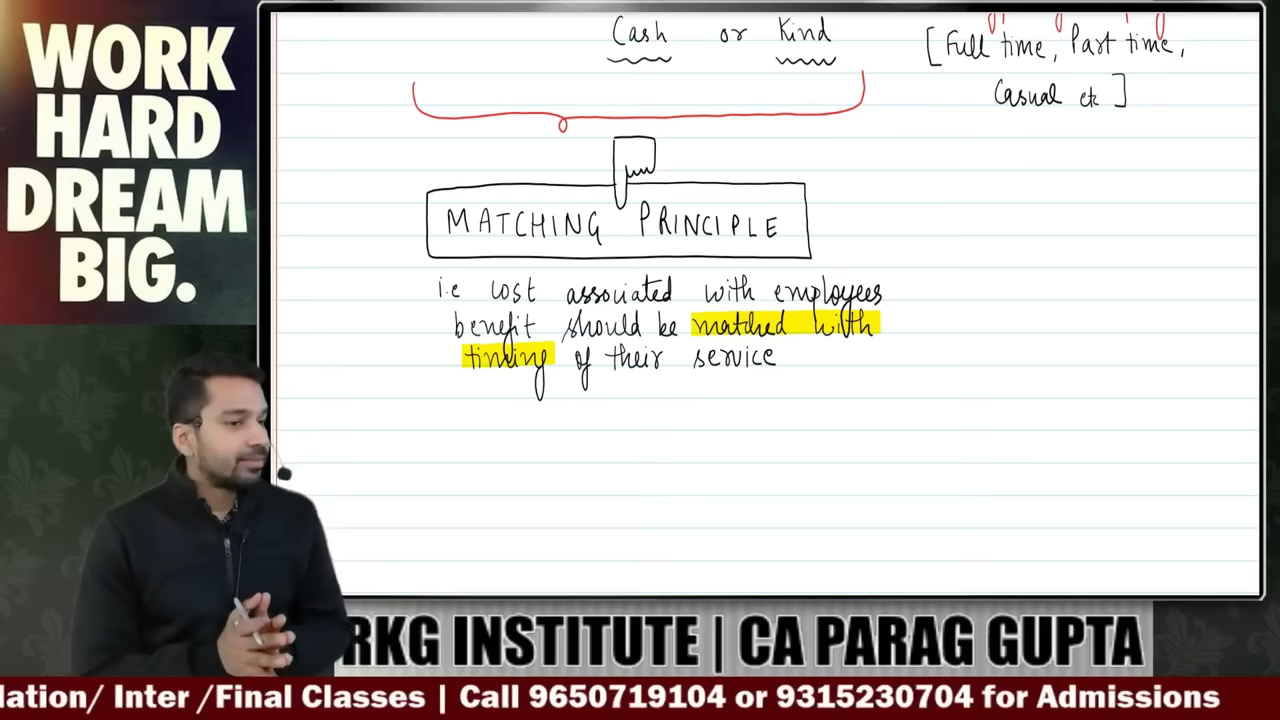 WORK
HARD
DREAM
BIG.
Cash or Kind
[Full time, Part time,
Casual etc ]
MATCHING PRINCIPLE
i.e cost associated with employees
benefit should be matched with
timing of their service
RKG INSTITUTE | CA PARAG GUPTA
dation/ Inter /Final Classes | Call 9650719104 or 9315230704 for Admissions